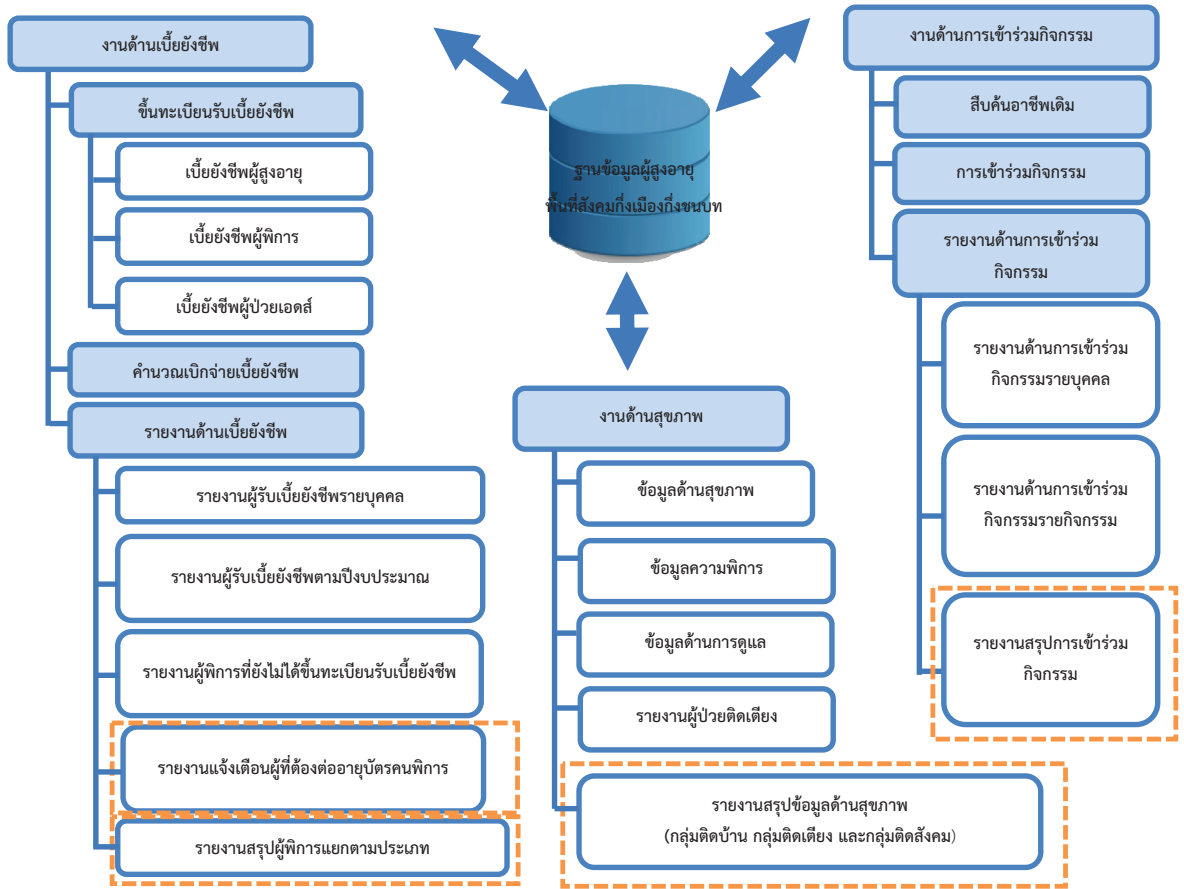 งานด้านเบี้ยยังชีพ
ขึ้นทะเบียนรับเบี้ยยังชีพ
เบี้ยยังชีพผู้สูงอายุ
เบี้ยยังชีพผู้พิการ
เบี้ยยังชีพผู้ป่วยเอดส์
คำนวณเบิกจ่ายเบี้ยยังชีพ
รายงานด้านเบี้ยยังชีพ
รายงานผู้รับเบี้ยยังชีพรายบุคคล
รายงานผู้รับเบี้ยยังชีพตามปีงบประมาณ
รายงานผู้พิการที่ยังไม่ได้ขึ้นทะเบียนรับเบี้ยยังชีพ
รายงานแจ้งเตือนผู้ที่ต้องต่ออายุบัตรคนพิการ
รายงานสรุปผู้พิการแยกตามประเภท
ฐานข้อมูลผู้สูงอายุ
พื้นที่สังคมกึ่งเมืองกึ่งชนบท
งานด้านสุขภาพ
ข้อมูลด้านสุขภาพ
ข้อมูลความพิการ
ข้อมูลด้านการดูแล
รายงานผู้ป่วยติดเตียง
รายงานสรุปข้อมูลด้านสุขภาพ
(กลุ่มติดบ้าน กลุ่มติดเตียง และกลุ่มติดสังคม)
งานด้านการเข้าร่วมกิจกรรม
สืบค้นอาชีพเดิม
การเข้าร่วมกิจกรรม
รายงานด้านการเข้าร่วม
กิจกรรม
รายงานด้านการเข้าร่วม
กิจกรรมรายบุคคล
รายงานด้านการเข้าร่วม
กิจกรรมรายกิจกรรม
รายงานสรุปการเข้าร่วม
กิจกรรม